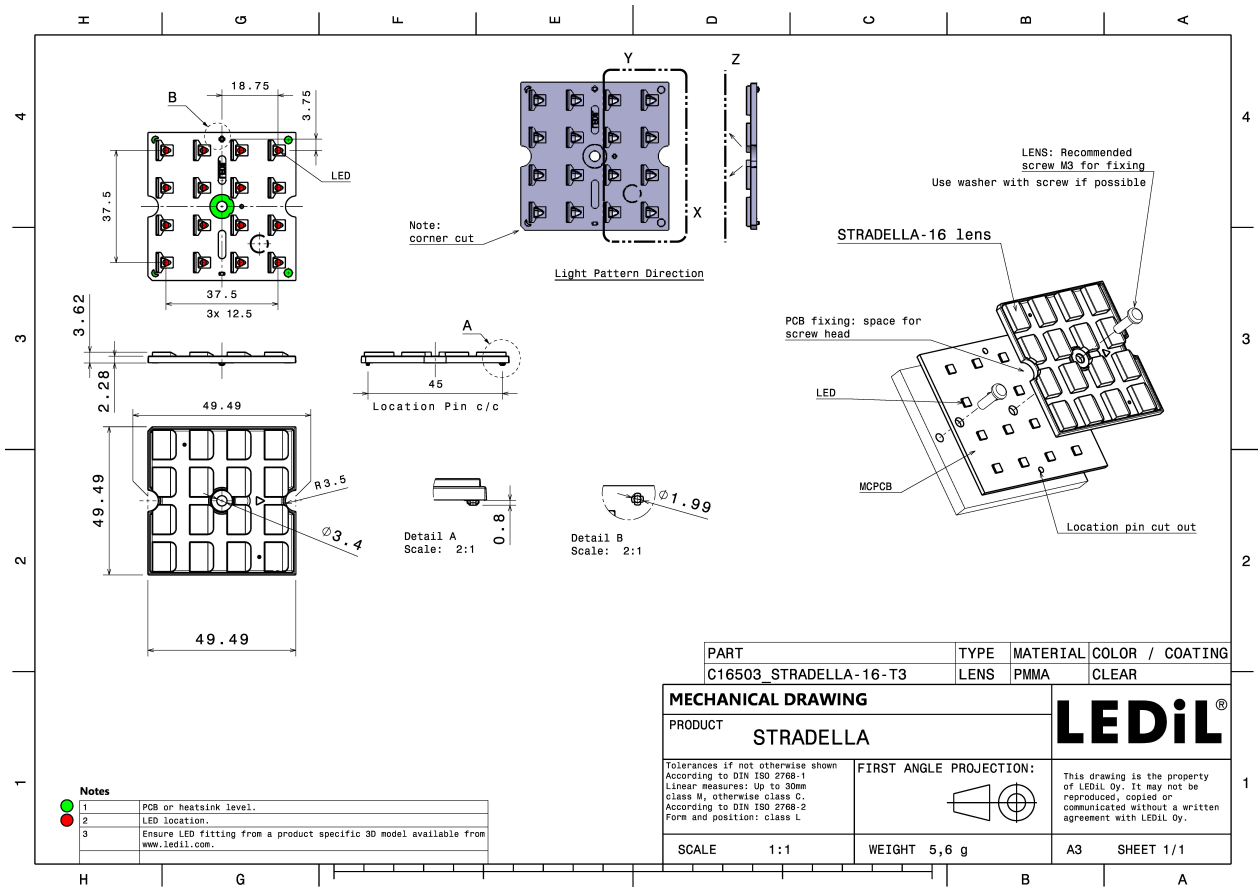 H G F E D C B A
4
3
2
1
4
3
2
1
18.75
3.75
B
LED
37.5
37.5
3x 12.5
LEDiL
Y
Z
X
LEDiL
Note:
corner cut
Light Pattern Direction
LENS: Recommended
screw M3 for fixing
Use washer with screw if possible
STRADELLA-16 lens
PCB fixing: space for
screw head
LED
MCPCB
Location pin cut out
3.62
2.28
A
45
Location Pin c/c
49.49
49.49
R3.5
Ø3.4
49.49
0.8
Detail A
Scale: 2:1
Ø1.99
Detail B
Scale: 2:1
PART TYPE MATERIAL COLOR / COATING
C16503_STRADELLA-16-T3 LENS PMMA CLEAR
MECHANICAL DRAWING
PRODUCT
STRADELLA
LEDiL®
Tolerances if not otherwise shown
According to DIN ISO 2768-1
Linear measures: Up to 30mm
class M, otherwise class C.
According to DIN ISO 2768-2
Form and position: class L
FIRST ANGLE PROJECTION:
This drawing is the property
of LEDiL Oy. It may not be
reproduced, copied or
communicated without a written
agreement with LEDiL Oy.
SCALE 1:1
WEIGHT 5,6 g
A3 SHEET 1/1
Notes
1 PCB or heatsink level.
2 LED location.
3 Ensure LED fitting from a product specific 3D model available from
www.ledil.com.
H G B A